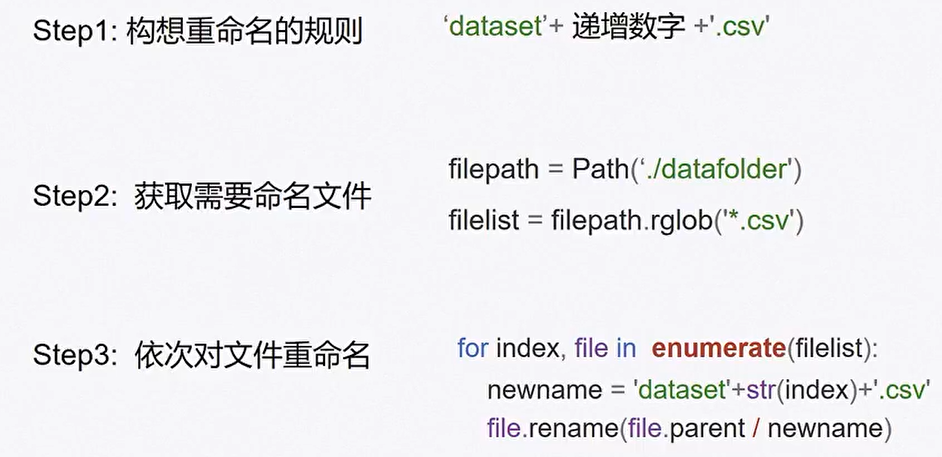 Step1: 构想重命名的规则
‘dataset’+ 递增数字 +'.csv'
Step2: 获取需要命名文件
filepath = Path(‘./datafolder')
filelist = filepath.rglob('*.csv')
Step3: 依次对文件重命名
for index, file in enumerate(filelist):
newname = 'dataset'+str(index)+'.csv'
file.rename(file.parent / newname)